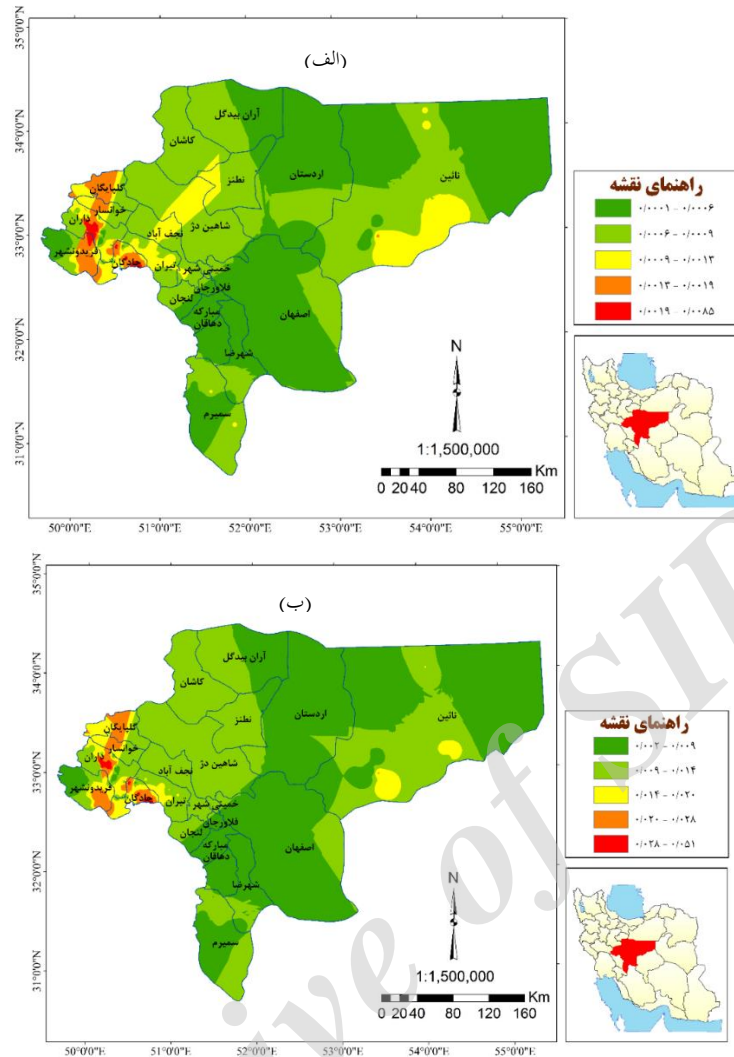 (الف)
35°0'0"N
34°0'0"N
33°0'0"N
32°0'0"N
31°0'0"N
آران بیدگل
کاشان
نطنز
اردستان
نائین
گلپایگان
خوانسار
داران
فریدونشهر
چادگان
نجف آباد
شاهین دژ
تیران
خمینی شهر
فلاورجان
لنجان
مبارکه
دهاقان
شهرضا
اصفهان
سمیرم
N
1:1,500,000
Km
0 20 40 80 120 160
50°0'0"E 51°0'0"E 52°0'0"E 53°0'0"E 54°0'0"E 55°0'0"E
راهنمای نقشه
۰/۰۰۰۱ - ۰/۰۰۰۶
۰/۰۰۰۶ - ۰/۰۰۰۹
۰/۰۰۰۹ - ۰/۰۰۱۳
۰/۰۰۱۳ - ۰/۰۰۱۹
۰/۰۰۱۹ - ۰/۰۰۸۵
(ب)
35°0'0"N
34°0'0"N
33°0'0"N
32°0'0"N
31°0'0"N
آران بیدگل
کاشان
نطنز
اردستان
نائین
گلپایگان
خوانسار
داران
فریدونشهر
چادگان
نجف آباد
شاهین دژ
تیران
خمینی شهر
فلاورجان
لنجان
مبارکه
دهاقان
شهرضا
اصفهان
سمیرم
N
1:1,500,000
Km
0 20 40 80 120 160
50°0'0"E 51°0'0"E 52°0'0"E 53°0'0"E 54°0'0"E 55°0'0"E
راهنمای نقشه
۰/۰۰۲ - ۰/۰۰۹
۰/۰۰۹ - ۰/۰۱۴
۰/۰۱۴ - ۰/۰۲۰
۰/۰۲۰ - ۰/۰۲۸
۰/۰۲۸ - ۰/۰۵۱
ive of SID